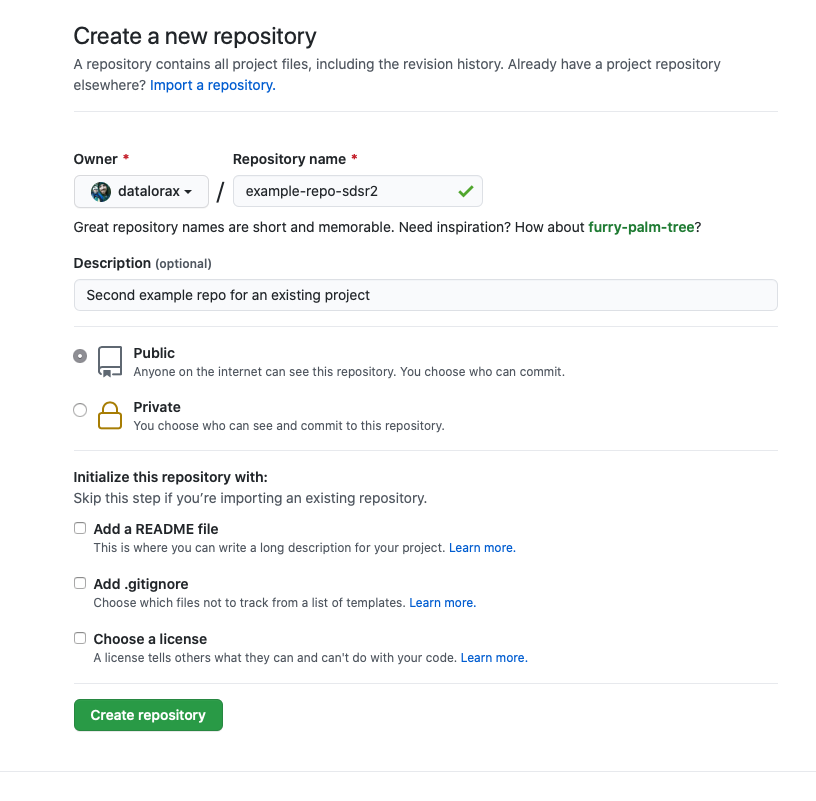 Create a new repository
A repository contains all project files, including the revision history. Already have a project repository
elsewhere? Import a repository.
Owner * Repository name *
datalorax / example-repo-sdsr2
Great repository names are short and memorable. Need inspiration? How about furry-palm-tree?
Description (optional)
Second example repo for an existing project
Public
Anyone on the internet can see this repository. You choose who can commit.
Private
You choose who can see and commit to this repository.
Initialize this repository with:
Skip this step if you’re importing an existing repository.
Add a README file
This is where you can write a long description for your project. Learn more.
Add .gitignore
Choose which files not to track from a list of templates. Learn more.
Choose a license
A license tells others what they can and can't do with your code. Learn more.
Create repository